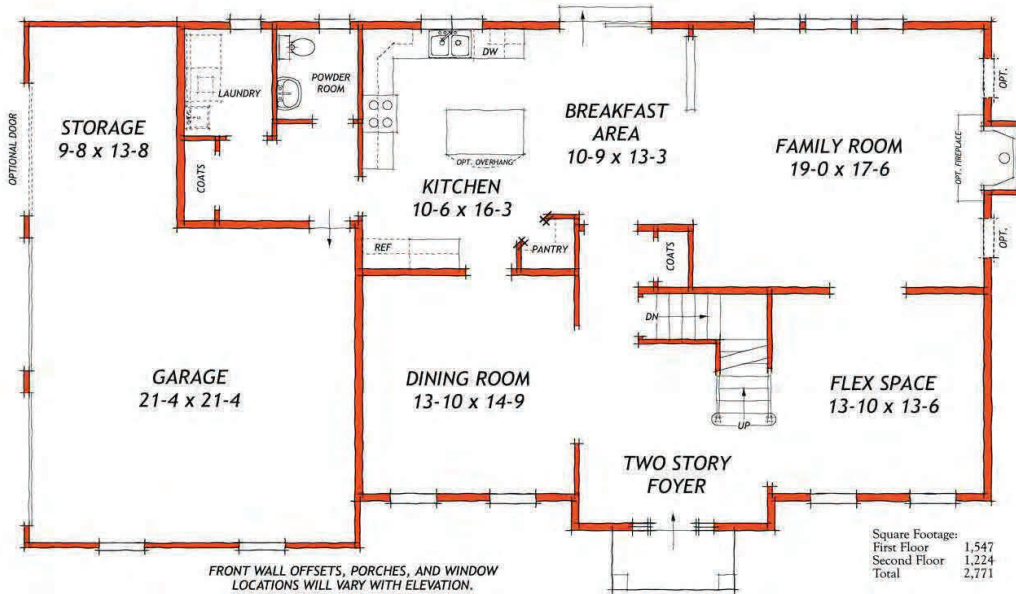 OPTIONAL DOOR
STORAGE
9-8 x 13-8
LAUNDRY
POWDER
ROOM
COATS
DW
OPT. OVERHANG
KITCHEN
10-6 x 16-3
REF
PANTRY
BREAKFAST
AREA
10-9 x 13-3
FAMILY ROOM
19-0 x 17-6
OPT.
OPT. FIREPLACE
OPT.
COATS
DN
UP
GARAGE
21-4 x 21-4
DINING ROOM
13-10 x 14-9
FLEX SPACE
13-10 x 13-6
TWO STORY
FOYER
FRONT WALL OFFSETS, PORCHES, AND WINDOW
LOCATIONS WILL VARY WITH ELEVATION.
Square Footage:
First Floor 1,547
Second Floor 1,224
Total 2,771